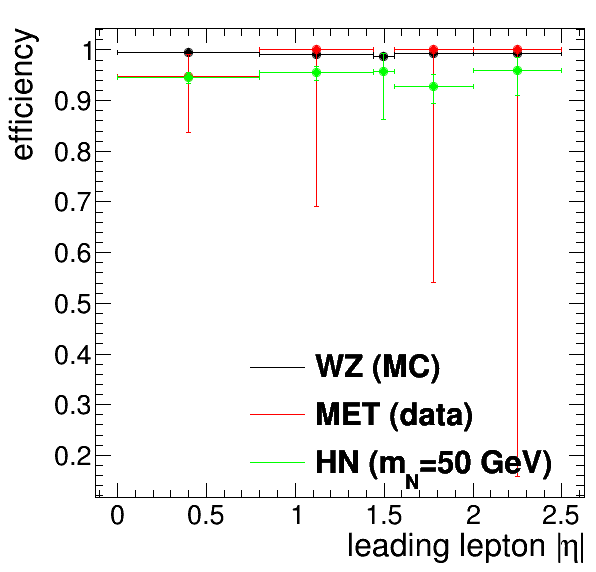 efficiency
1
0.9
0.8
0.7
0.6
0.5
0.4
0.3
0.2
WZ (MC)
MET (data)
HN (m_N=50 GeV)
0 0.5 1 1.5 2 2.5
leading lepton |η|